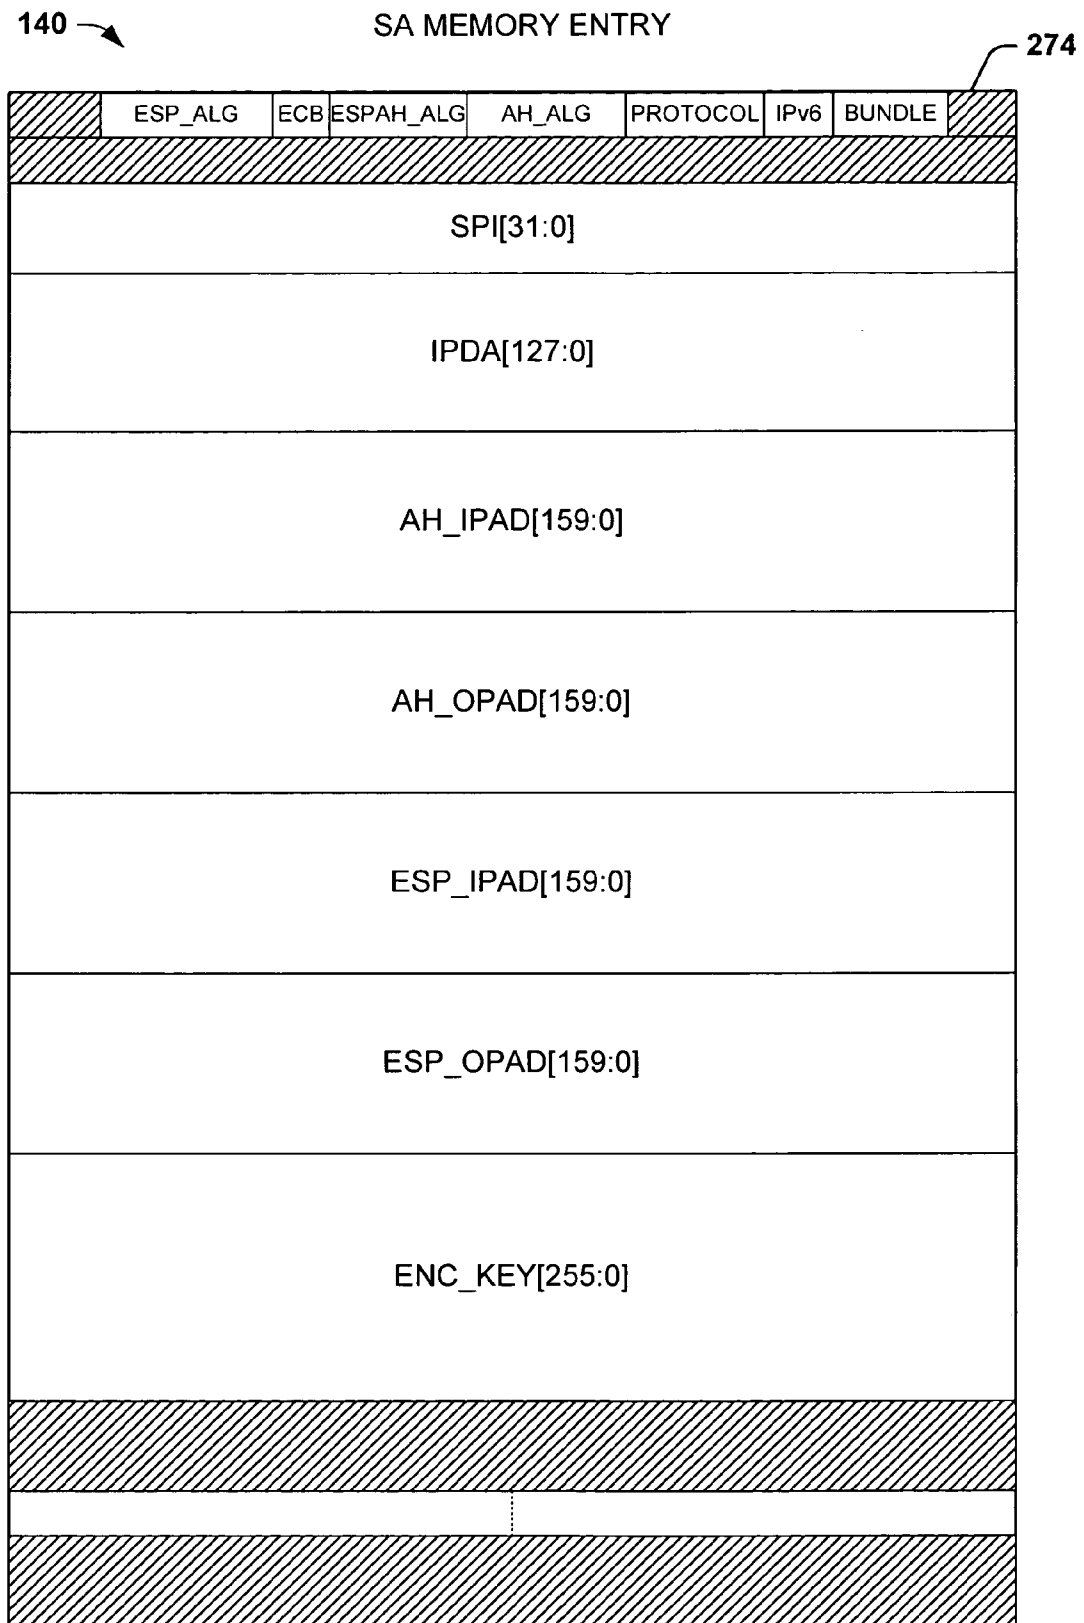 140
SA MEMORY ENTRY
274
ESP_ALG ECB ESPAH_ALG AH_ALG PROTOCOL IPv6 BUNDLE
SPI[31:0]
IPDA[127:0]
AH_IPAD[159:0]
AH_OPAD[159:0]
ESP_IPAD[159:0]
ESP_OPAD[159:0]
ENC_KEY[255:0]